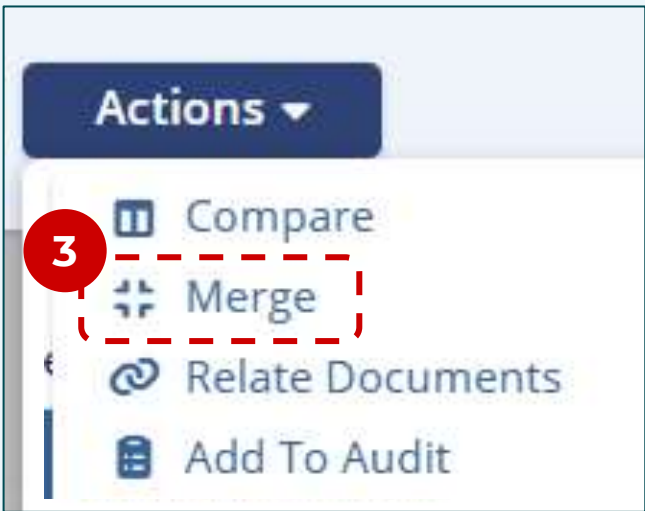 Actions
Compare
3
Merge
Relate Documents
Add To Audit